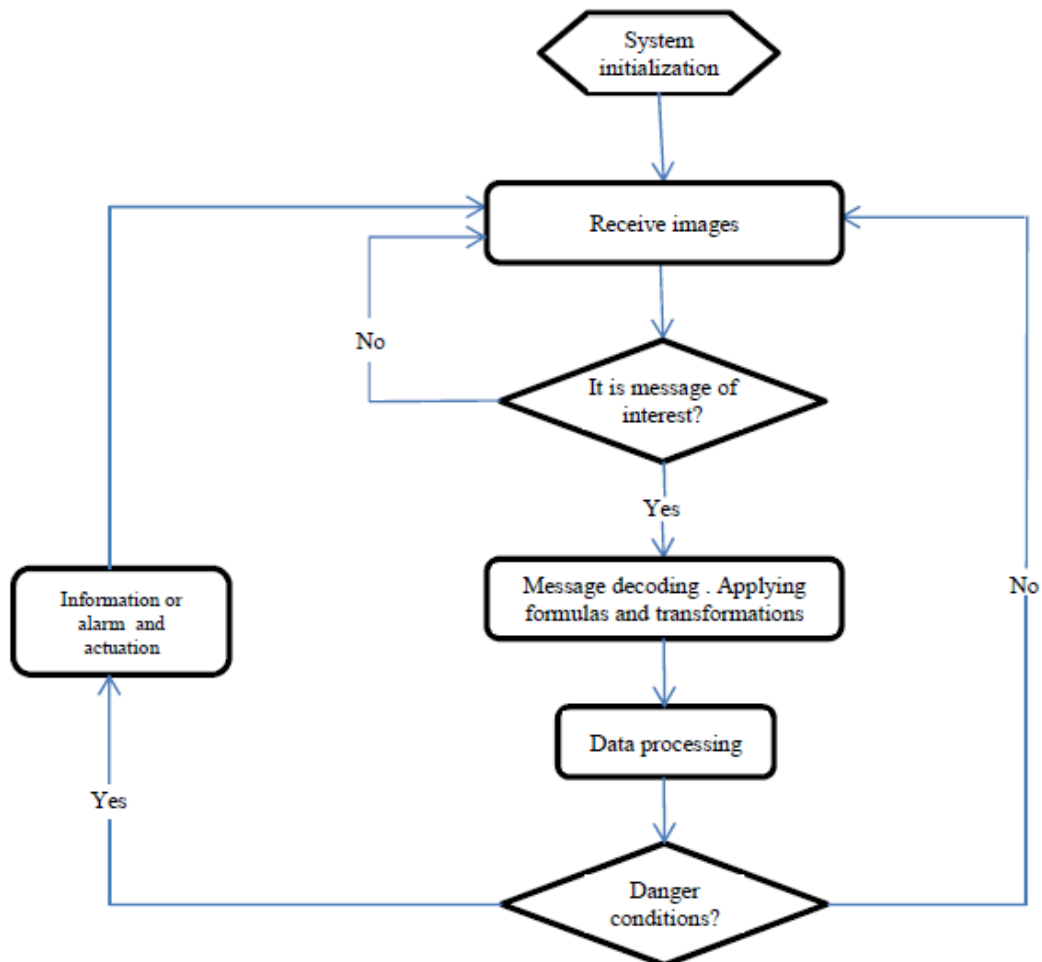 System
initialization
Receive images
No
It is message of
interest?
Yes
Message decoding . Applying
formulas and transformations
No
Information or
alarm and
actuation
Data processing
Yes
Danger
conditions?